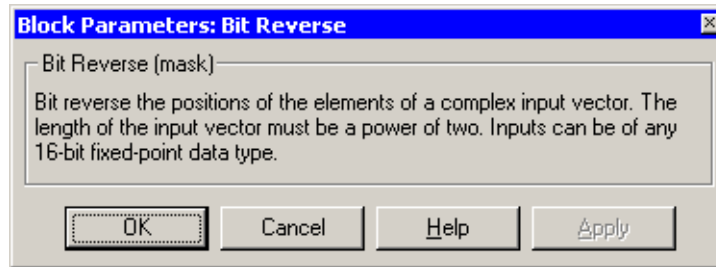 Block Parameters: Bit Reverse
Bit Reverse (mask)
Bit reverse the positions of the elements of a complex input vector. The
length of the input vector must be a power of two. Inputs can be of any
16-bit fixed-point data type.
OK Cancel Help Apply